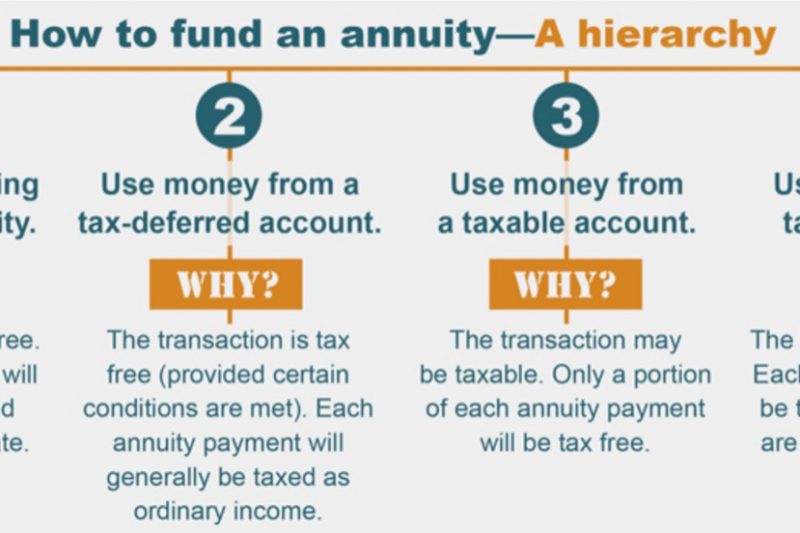 How to fund an annuity—A hierarchy
2
3
ing
ity.
Use money from a
tax-deferred account.
Use money from
a taxable account.
Us
ta
WHY?
WHY?
ree.
will
d
te.
The transaction is tax
free (provided certain
conditions are met). Each
annuity payment will
generally be taxed as
ordinary income.
The transaction may
be taxable. Only a portion
of each annuity payment
will be tax free.
The
Eac
be t
are